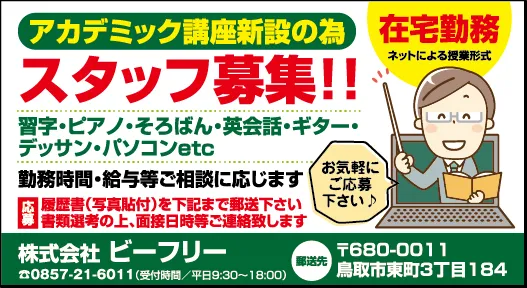 アカデミック講座新設の為
スタッフ募集!!
在宅勤務
ネットによる授業形式
習字・ピアノ・そろばん・英会話・ギター・
デッサン・パソコンetc
勤務時間・給与等ご相談に応じます
お気軽に
ご応募
下さい♪
応募
履歴書(写真貼付)を下記まで郵送下さい
書類選考の上、面接日時等ご連絡致します
株式会社 ビーフリー
☎0857-21-6011(受付時間/平日9:30~18:00)
郵送先
〒680-0011
鳥取市東町3丁目184